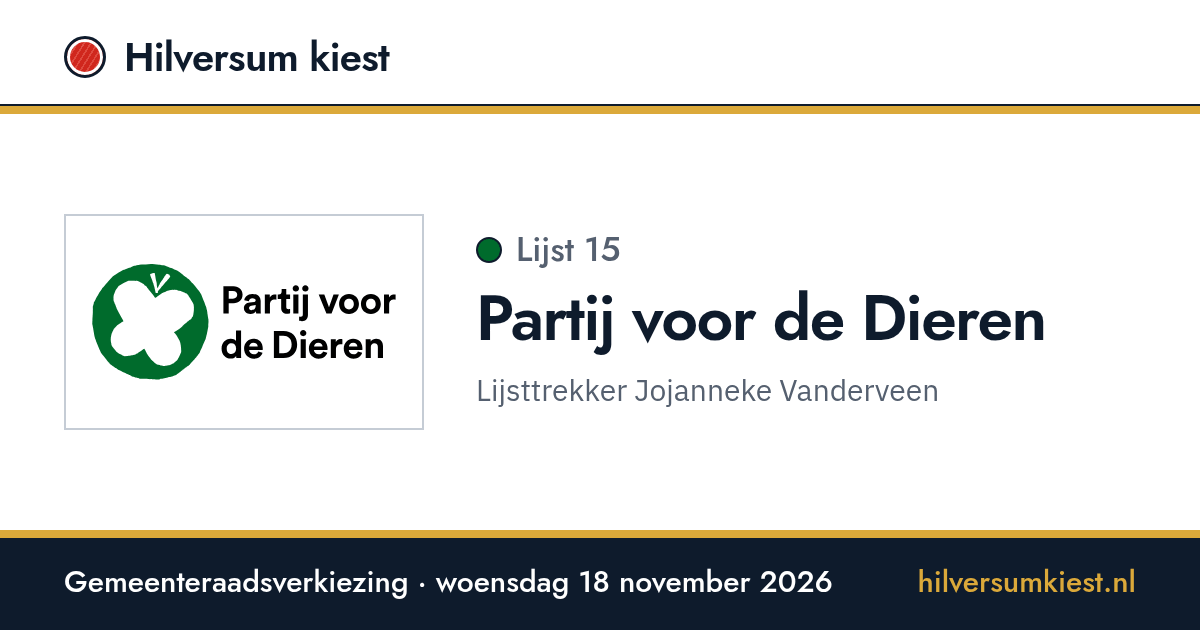 Hilversum kiest
Partij voor
de Dieren
Lijst 15
Partij voor de Dieren
Lijsttrekker Jojanneke Vanderveen
Gemeenteraadsverkiezing · woensdag 18 november 2026
hilversumkiest.nl